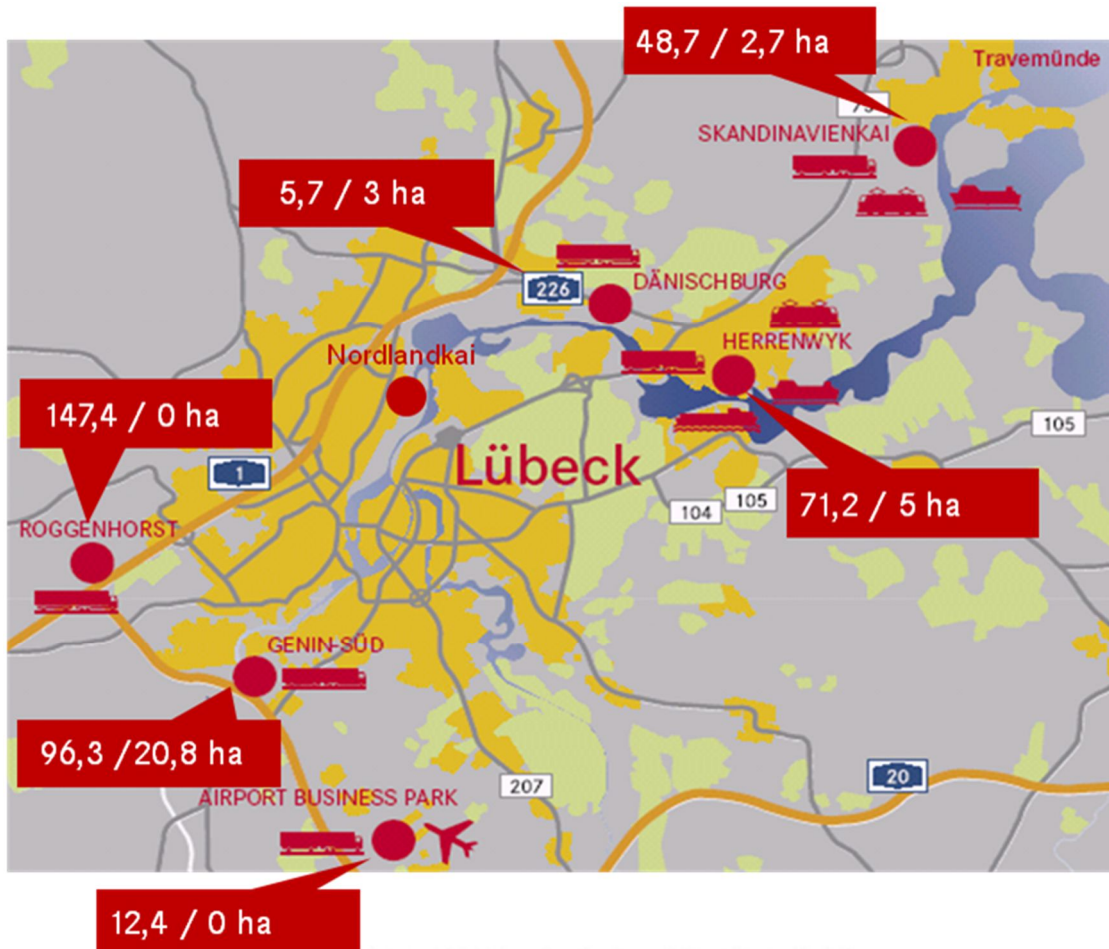 48,7 / 2,7 ha
Travemünde
75
SKANDINAVIENKAI
5,7 / 3 ha
226
DÄNISCHBURG
HERRENWYK
Nordlandkai
147,4 / 0 ha
1
Lübeck
105
71,2 / 5 ha
104
105
ROGGENHORST
GENIN-SÜD
96,3 /20,8 ha
207
20
AIRPORT BUSINESS PARK
12,4 / 0 ha